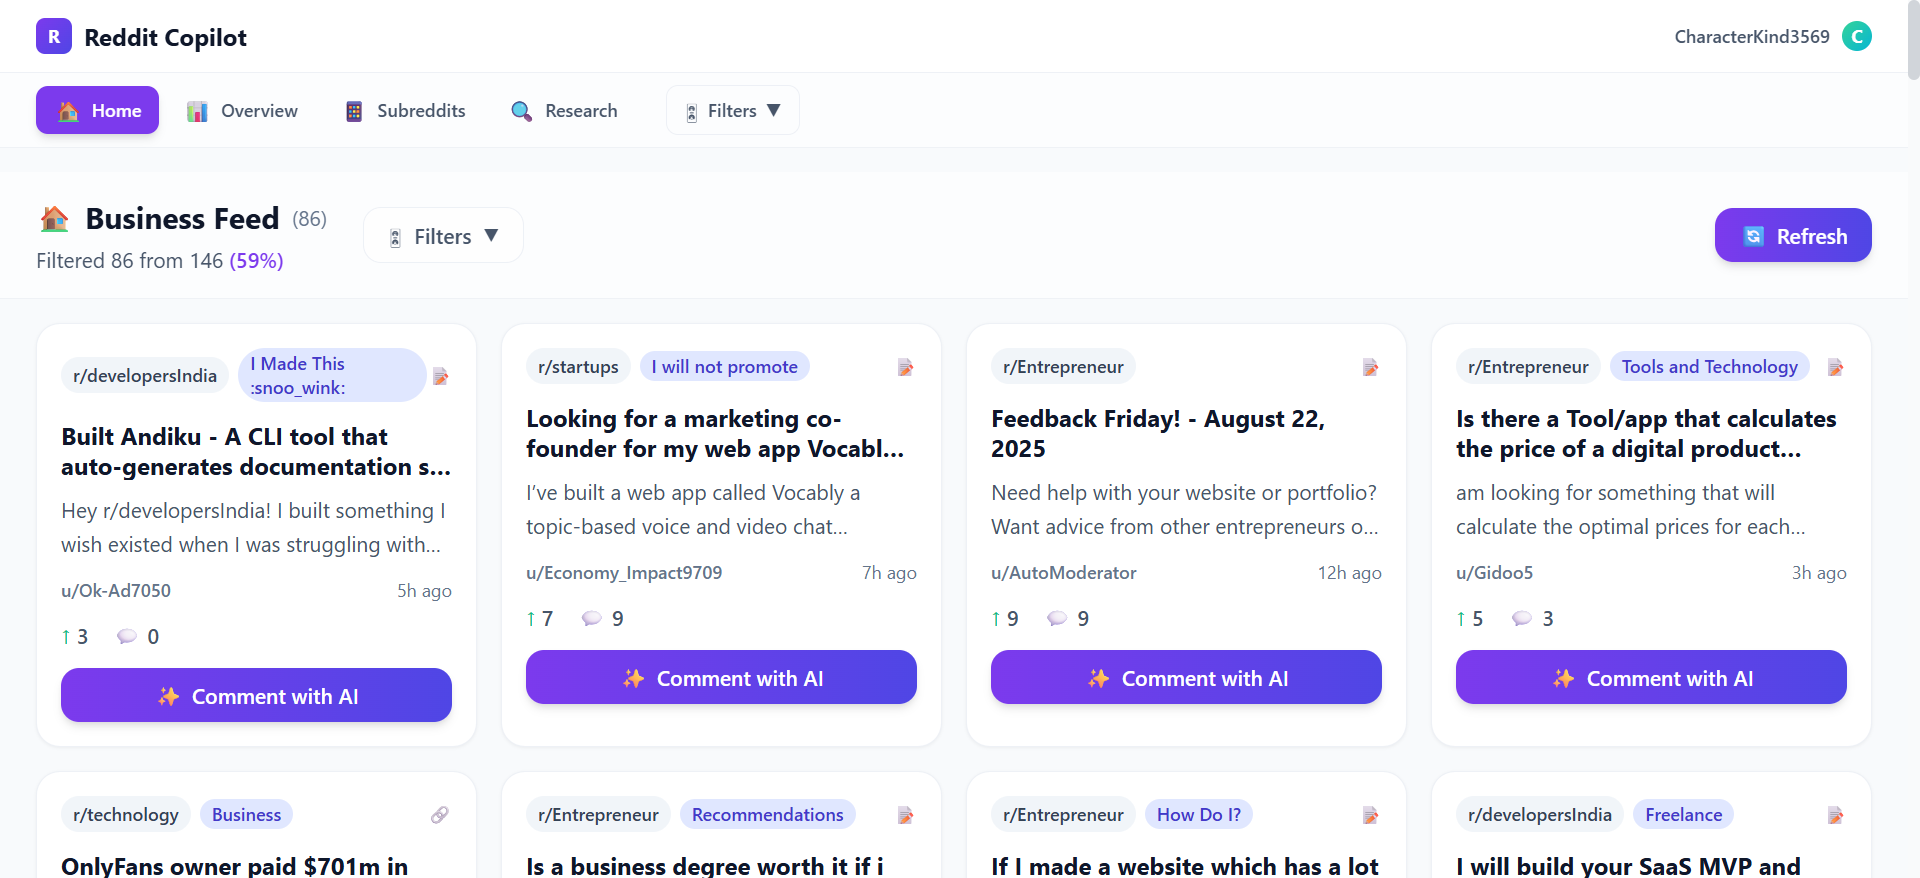 R Reddit Copilot
CharacterKind3569 C
Home Overview Subreddits Research Filters ▼
Business Feed (86)
Filtered 86 from 146 (59%)
Filters ▼
Refresh
r/developersIndia I Made This :snoo_wink:
Built Andiku - A CLI tool that
auto-generates documentation s...
Hey r/developersIndia! I built something I
wish existed when I was struggling with...
u/Ok-Ad7050 5h ago
↑ 3 0
Comment with AI
r/startups I will not promote
Looking for a marketing co-
founder for my web app Vocabl...
I've built a web app called Vocably a
topic-based voice and video chat...
u/Economy_Impact9709 7h ago
↑ 7 9
Comment with AI
r/Entrepreneur
Feedback Friday! - August 22,
2025
Need help with your website or portfolio?
Want advice from other entrepreneurs o...
u/AutoModerator 12h ago
↑ 9 9
Comment with AI
r/Entrepreneur Tools and Technology
Is there a Tool/app that calculates
the price of a digital product...
am looking for something that will
calculate the optimal prices for each...
u/Gidoo5 3h ago
↑ 5 3
Comment with AI
r/technology Business
OnlyFans owner paid $701m in
r/Entrepreneur Recommendations
Is a business degree worth it if i
r/Entrepreneur How Do I?
If I made a website which has a lot
r/developersIndia Freelance
I will build your SaaS MVP and